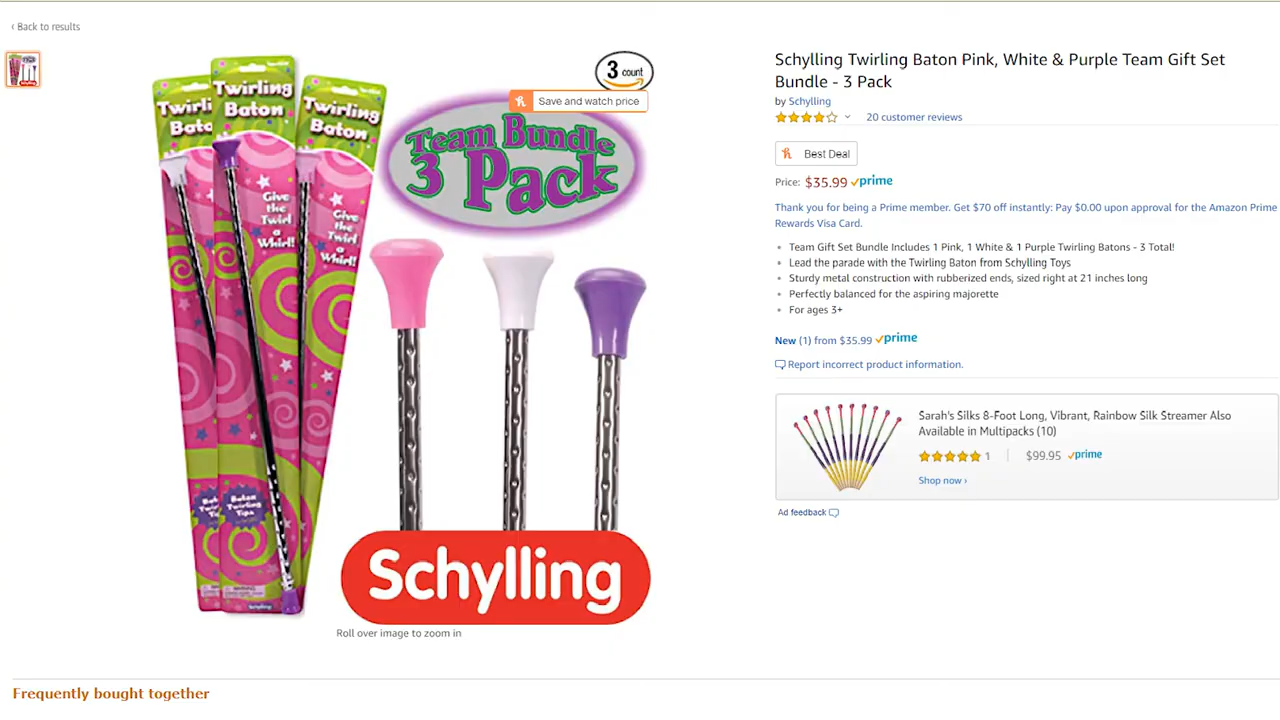 ‹ Back to results
Twirling
Baton
Twirli
Bato
Twirling
Baton
Give
the
Twirl
a
Whirl!
Give
the
Twirl
a
Whirl!
Baton
Twirling
Tips
Schylling
3 count
Save and watch price
Team Bundle
3 Pack
Schylling
Roll over image to zoom in
Schylling Twirling Baton Pink, White & Purple Team Gift Set
Bundle - 3 Pack
by Schylling
20 customer reviews
Best Deal
Price: $35.99 prime
Thank you for being a Prime member. Get $70 off instantly: Pay $0.00 upon approval for the Amazon Prime
Rewards Visa Card.
• Team Gift Set Bundle Includes 1 Pink, 1 White & 1 Purple Twirling Batons - 3 Total!
• Lead the parade with the Twirling Baton from Schylling Toys
• Sturdy metal construction with rubberized ends, sized right at 21 inches long
• Perfectly balanced for the aspiring majorette
• For ages 3+
New (1) from $35.99 prime
Report incorrect product information.
Sarah's Silks 8-Foot Long, Vibrant, Rainbow Silk Streamer Also
Available in Multipacks (10)
1 | $99.95 prime
Shop now ›
Ad feedback
Frequently bought together